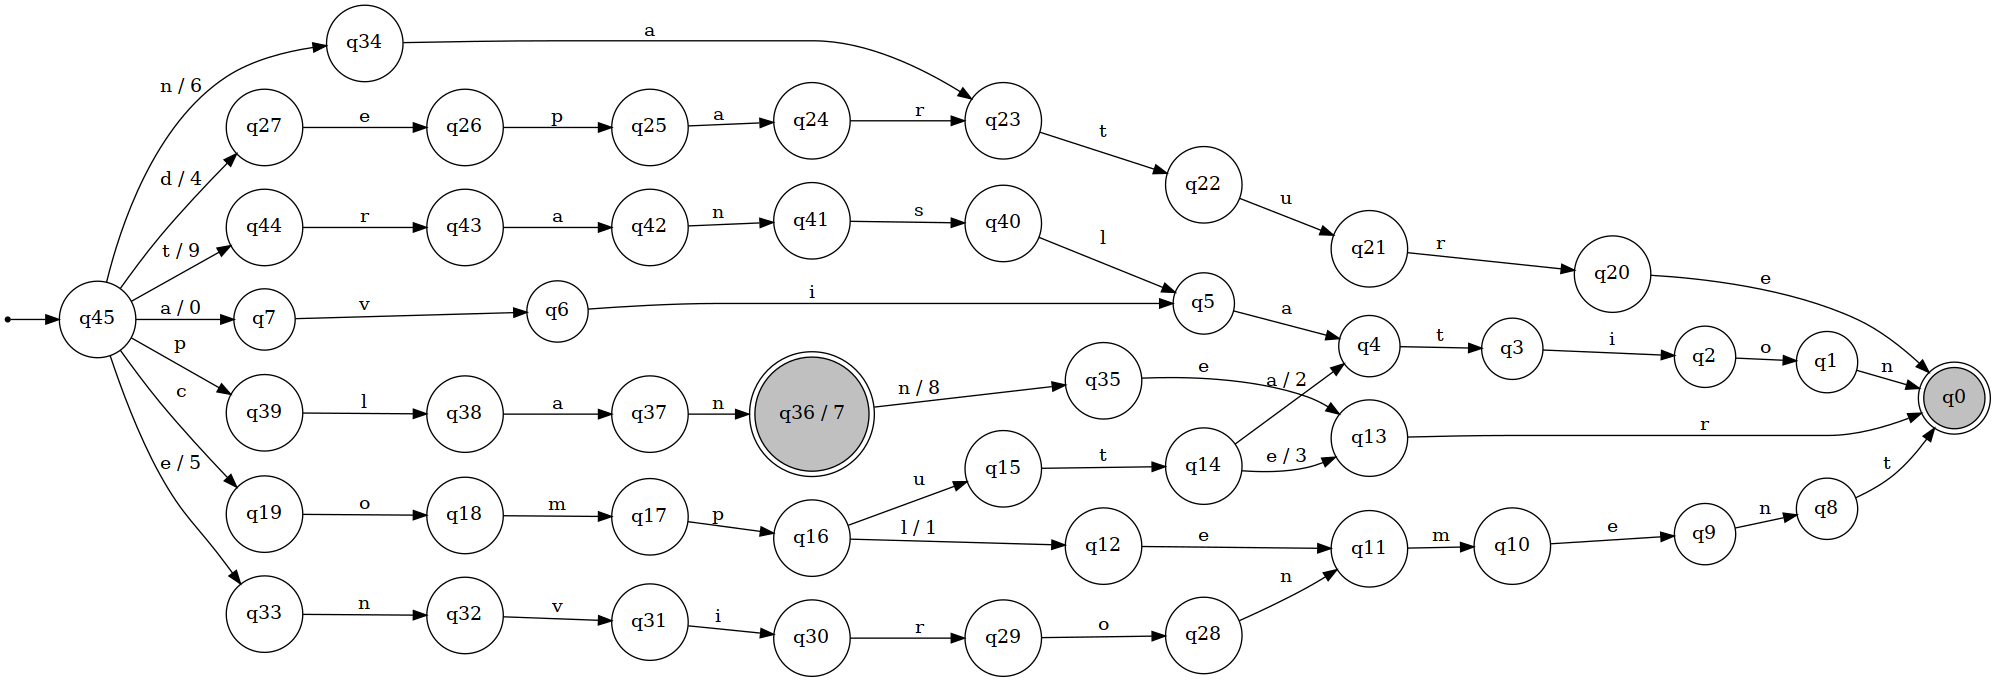 q34
a
n / 6
q27
e
q26
p
q25
a
q24
r
q23
t
q22
d / 4
u
q44
r
q43
a
q42
n
q41
s
q40
l
q21
r
q20
e
t / 9
q45
a / 0
q7
v
q6
i
q5
a
q4
t
q3
i
q2
o
q1
n
q0
p
q39
l
q38
a
q37
n
q36 / 7
n / 8
q35
e
a / 2
c
q13
r
e / 5
u
q15
t
q14
e / 3
t
q19
o
q18
m
q17
p
q16
l / 1
q12
e
q11
m
q10
e
q9
n
q8
q33
n
q32
v
q31
i
q30
r
q29
o
q28
n